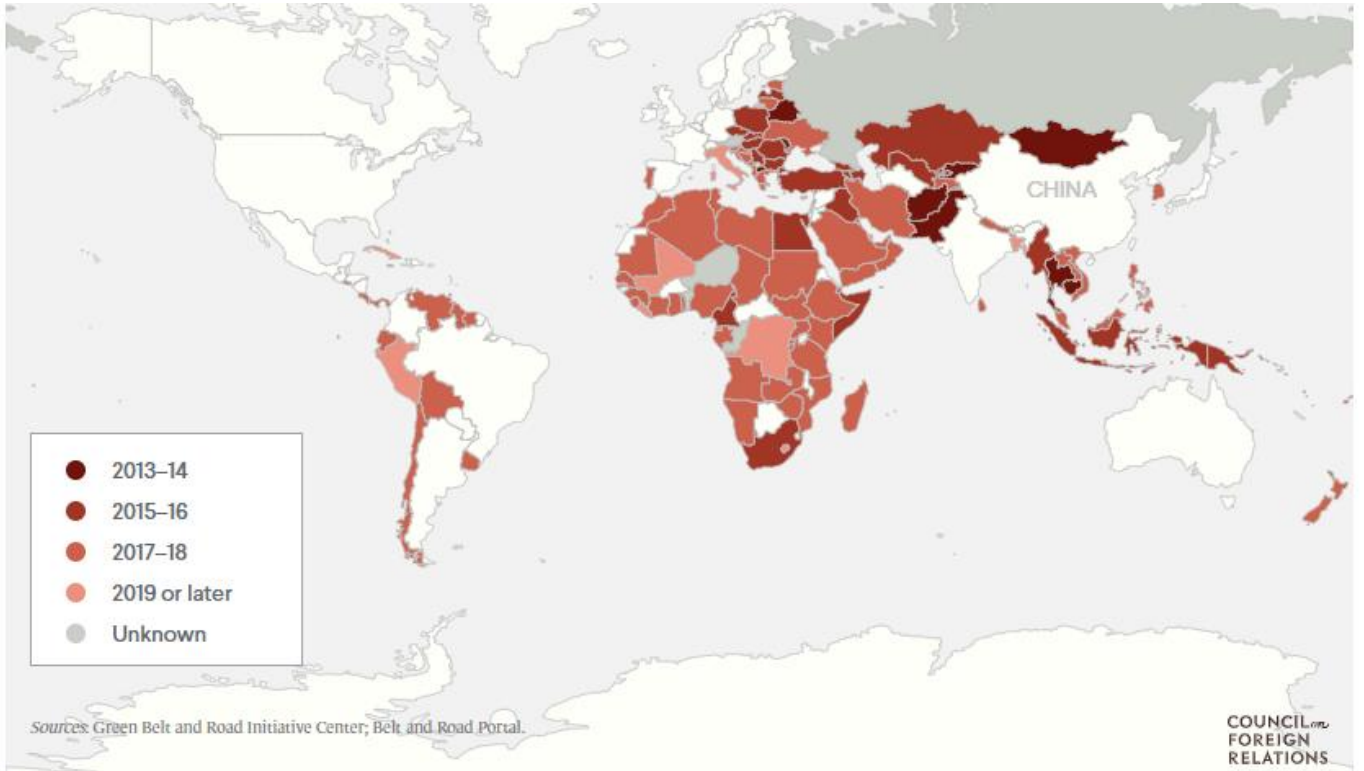 CHINA
2013–14
2015–16
2017–18
2019 or later
Unknown
Sources: Green Belt and Road Initiative Center; Belt and Road Portal.
COUNCIL on
FOREIGN
RELATIONS